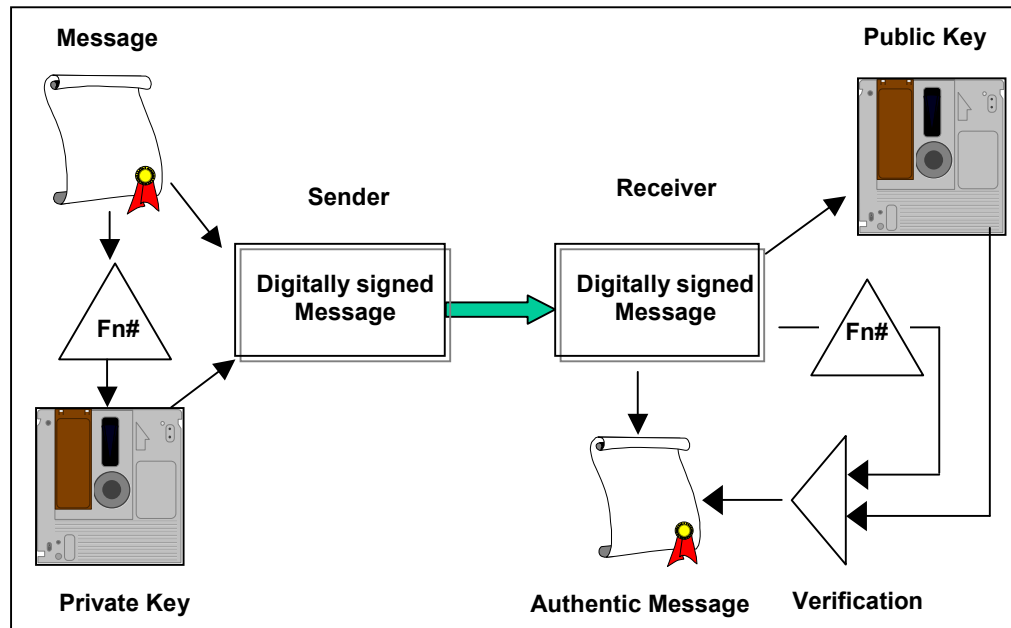 Message
Public Key
Sender
Receiver
Digitally signed
Message
Digitally signed
Message
Fn#
Fn#
Private Key
Authentic Message
Verification